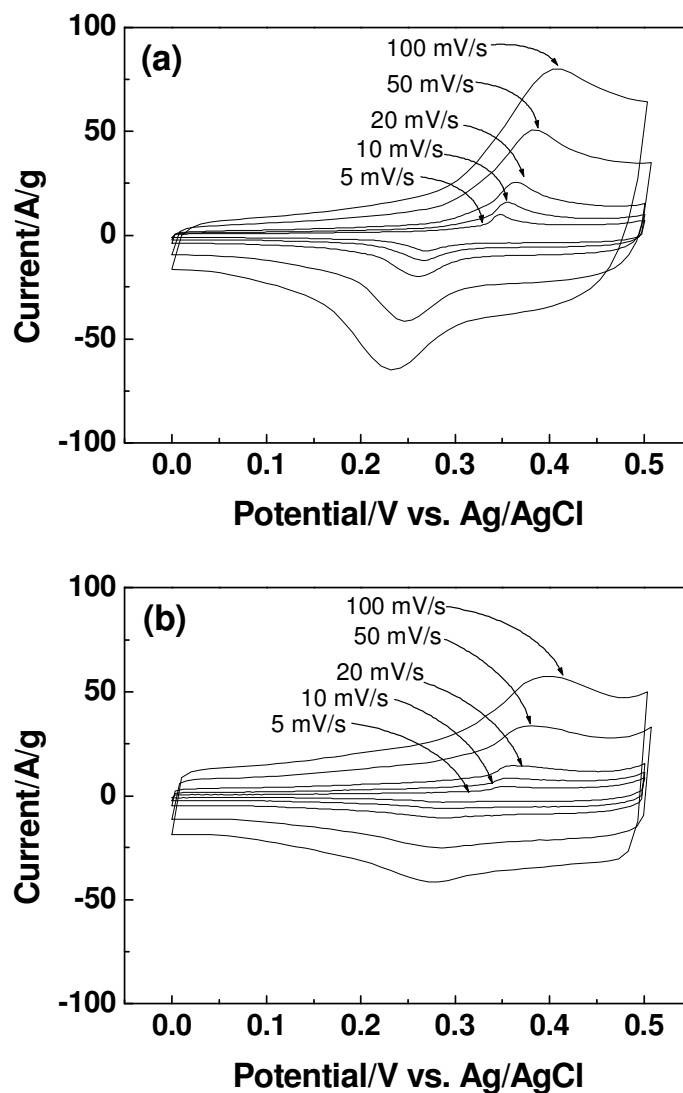 (a)
100 mV/s
50 mV/s
20 mV/s
10 mV/s
5 mV/s
100
50
0
-50
-100
Current/A/g
0.0 0.1 0.2 0.3 0.4 0.5
Potential/V vs. Ag/AgCl
(b)
100 mV/s
50 mV/s
20 mV/s
10 mV/s
5 mV/s
100
50
0
-50
-100
Current/A/g
0.0 0.1 0.2 0.3 0.4 0.5
Potential/V vs. Ag/AgCl